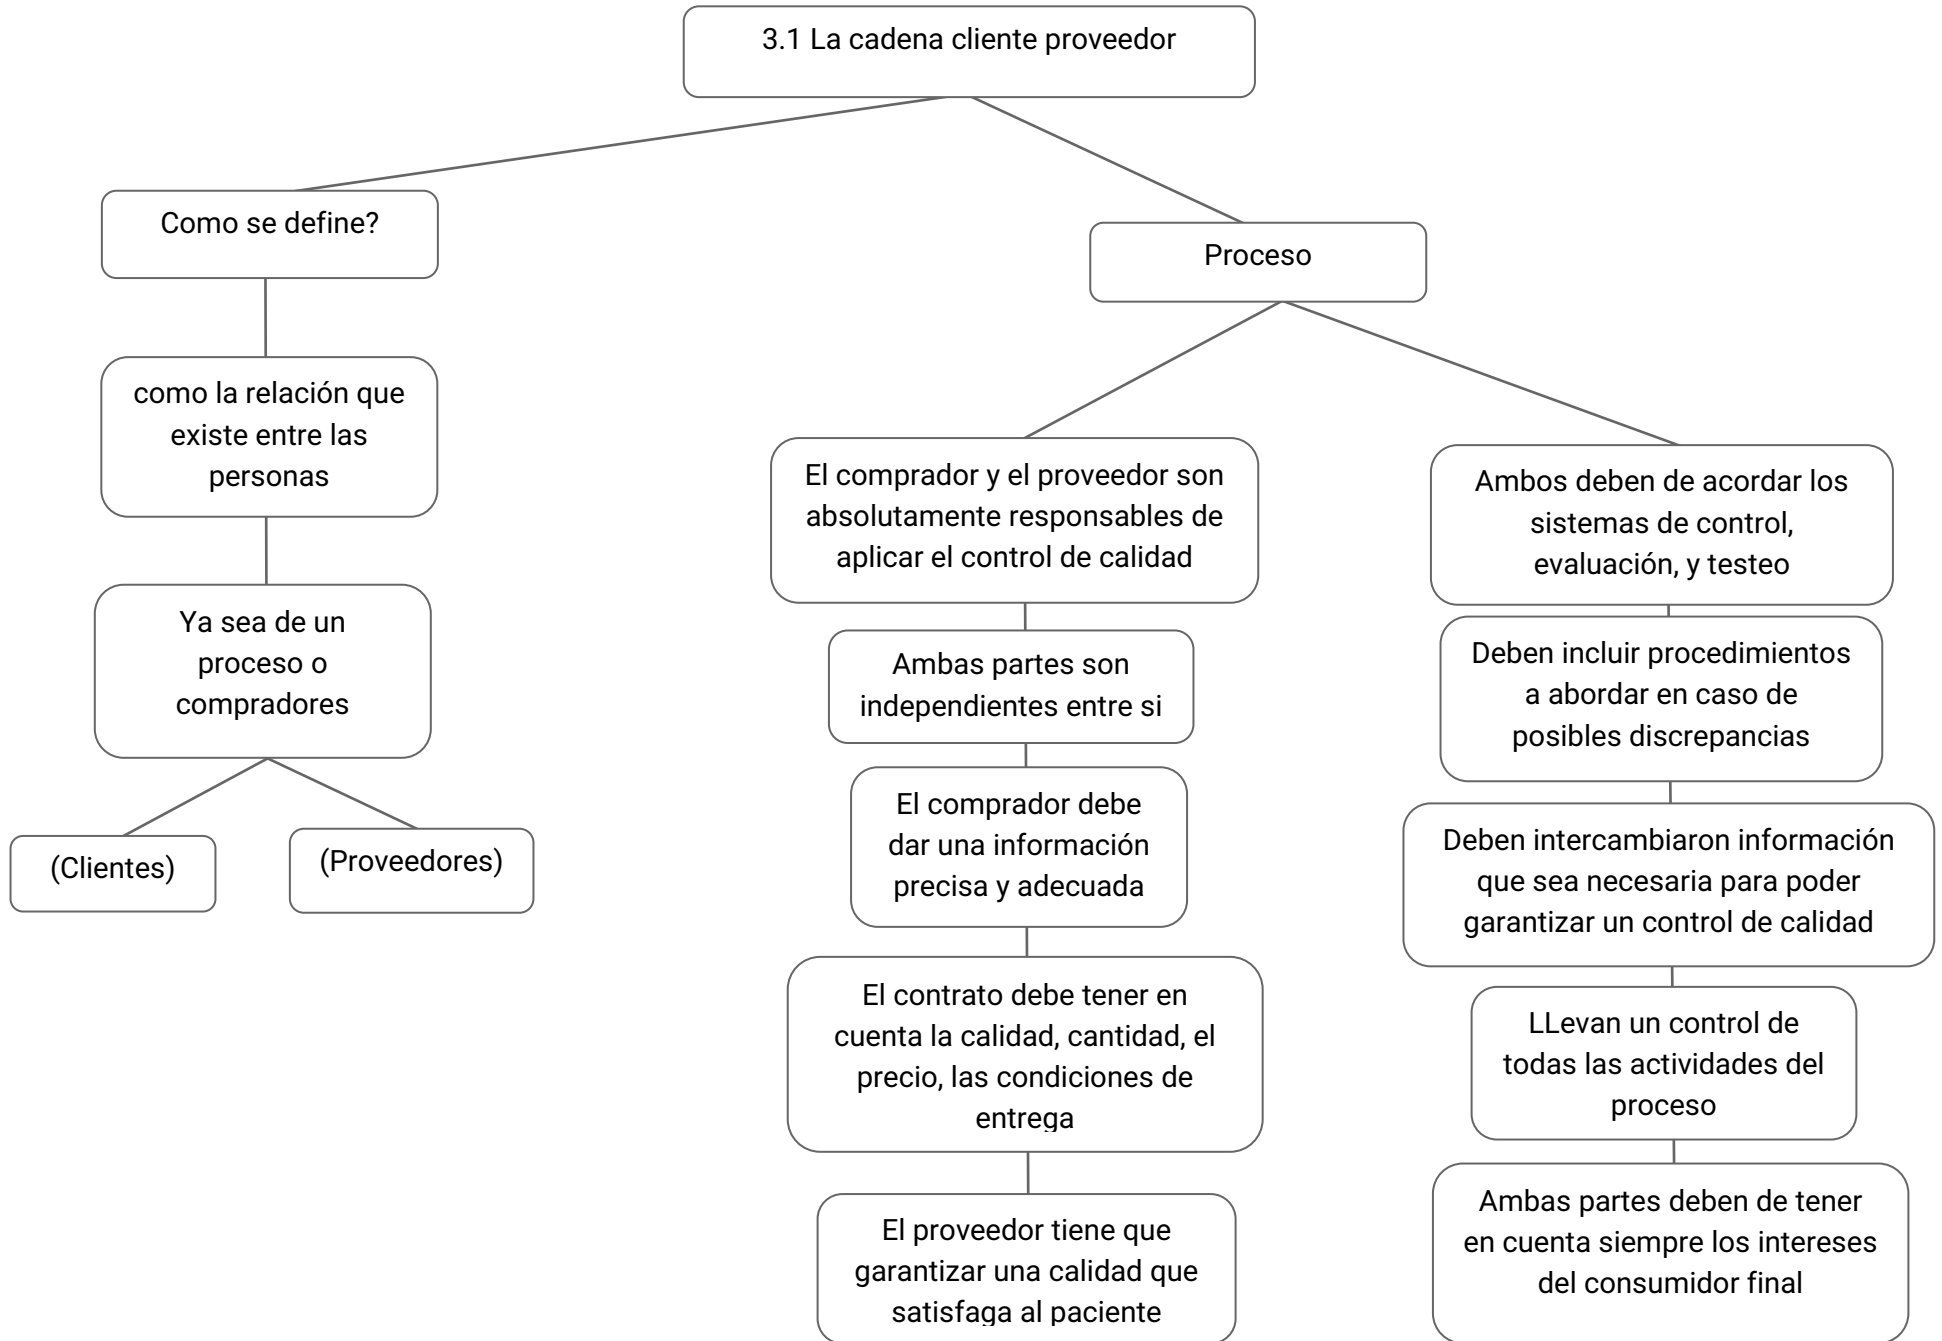 3.1 La cadena cliente proveedor
Como se define?
como la relación que
existe entre las
personas
Ya sea de un
proceso o
compradores
(Clientes)
(Proveedores)
Proceso
El comprador y el proveedor son
absolutamente responsables de
aplicar el control de calidad
Ambas partes son
independientes entre si
El comprador debe
dar una información
precisa y adecuada
El contrato debe tener en
cuenta la calidad, cantidad, el
precio, las condiciones de
entrega
El proveedor tiene que
garantizar una calidad que
satisfaga al paciente
Ambos deben de acordar los
sistemas de control,
evaluación, y testeo
Deben incluir procedimientos
a abordar en caso de
posibles discrepancias
Deben intercambiaron información
que sea necesaria para poder
garantizar un control de calidad
LLevan un control de
todas las actividades del
proceso
Ambas partes deben de tener
en cuenta siempre los intereses
del consumidor final